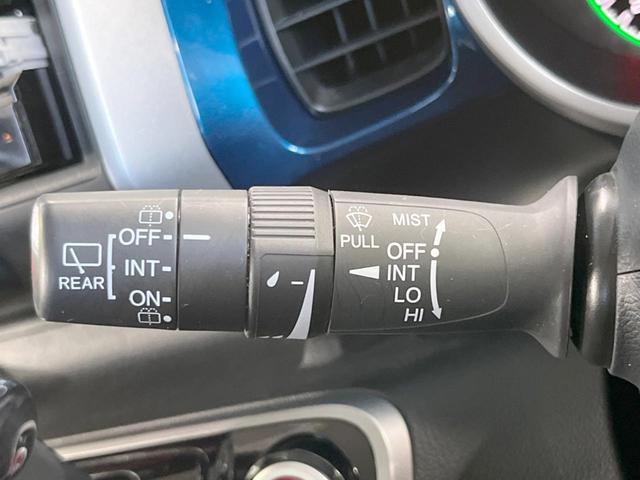 REAR
OFF
INT
ON
PULL
MIST
OFF
INT
LO
HI